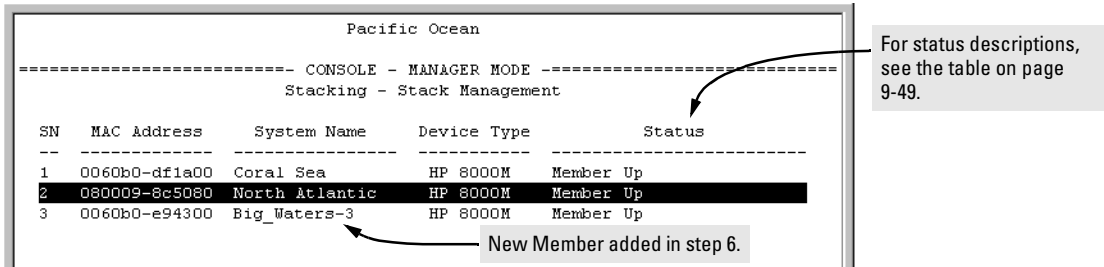 Pacific Ocean
==========================- CONSOLE - MANAGER MODE -============================
Stacking - Stack Management
SN MAC Address System Name Device Type Status
-- ------------- ---------------- ----------- -------------------------
1 0060b0-df1a00 Coral Sea HP 8000M Member Up
2 080009-8c5080 North Atlantic HP 8000M Member Up
3 0060b0-e94300 Big_Waters-3 HP 8000M Member Up
For status descriptions,
see the table on page
9-49.
New Member added in step 6.